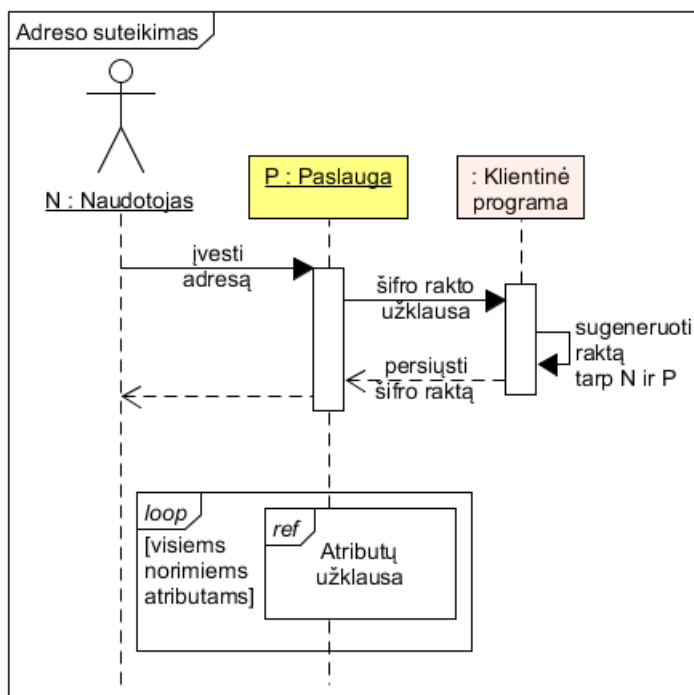 Adreso suteikimas
N : Naudotojas
P : Paslauga
: Klientinė
programa
įvesti
adresą
šifro rakto
užklausa
sugeneruoti
raktą
tarp N ir P
persiųsti
šifro raktą
loop
[visiems
norimiems
atributams]
ref
Atributų
užklausa